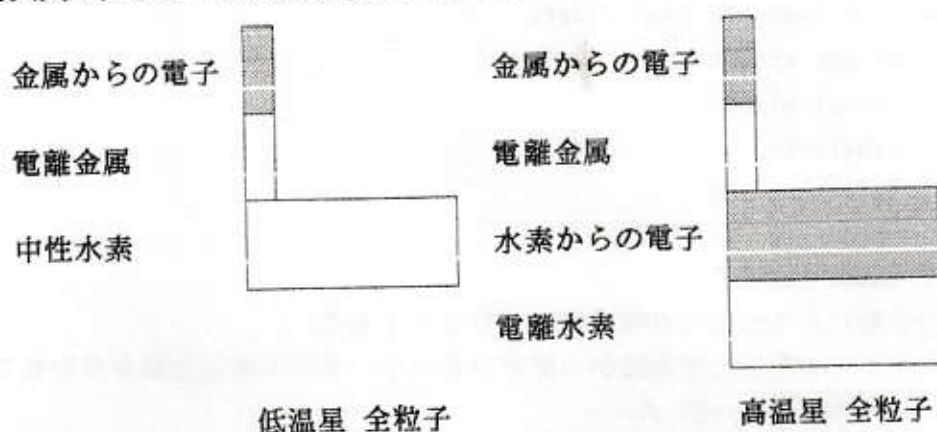 金属からの電子
電離金属
中性水素
低温星 全粒子
金属からの電子
電離金属
水素からの電子
電離水素
高温星 全粒子